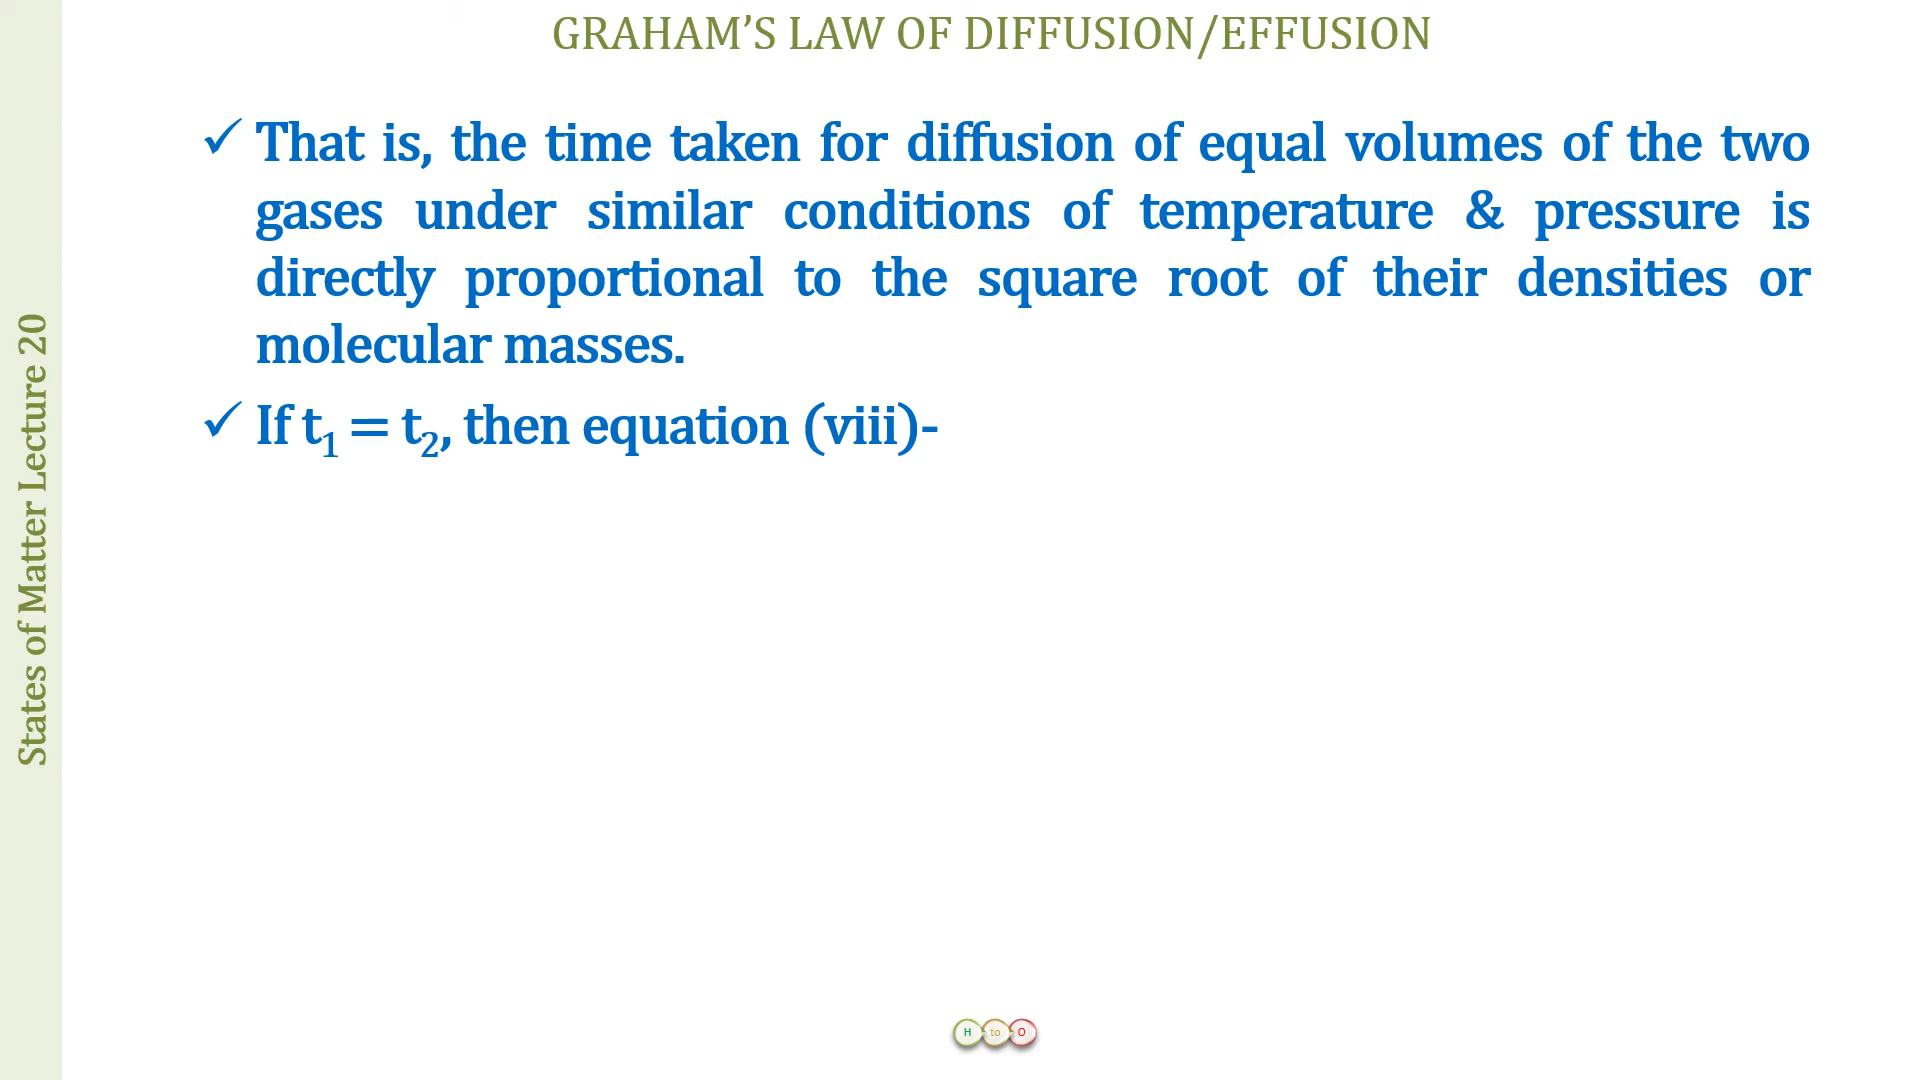 GRAHAM’S LAW OF DIFFUSION/EFFUSION
✓ That is, the time taken for diffusion of equal volumes of the two
gases under similar conditions of temperature & pressure is
directly proportional to the square root of their densities or
molecular masses.
✓ If t₁ = t₂, then equation (viii)-
States of Matter Lecture 20
H to O